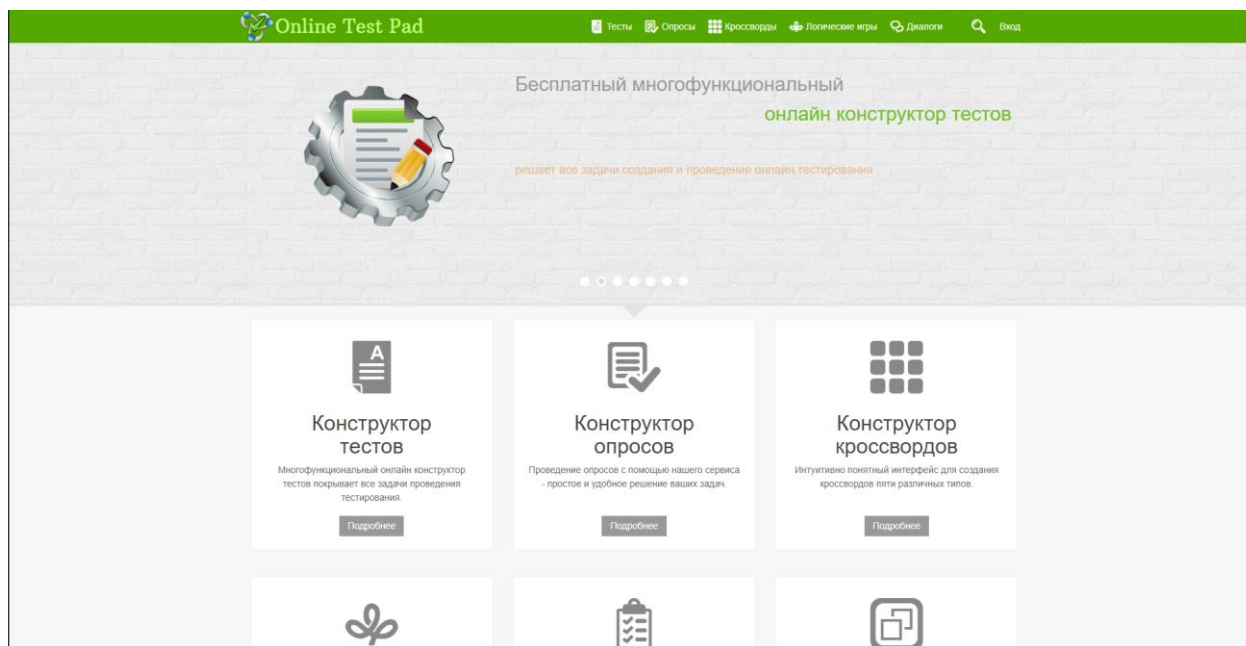 Online Test Pad
Тесты Опросы Кроссворды Логические игры Диалоги Вход
Бесплатный многофункциональный
онлайн конструктор тестов
решает все задачи создания и проведения онлайн тестирования
A
Конструктор
тестов
Многофункциональный онлайн конструктор
тестов покрывает все задачи проведения
тестирования.
Подробнее
Конструктор
опросов
Проведение опросов с помощью нашего сервиса
- простое и удобное решение ваших задач.
Подробнее
Конструктор
кроссвордов
Интуитивно понятный интерфейс для создания
кроссвордов пяти различных типов.
Подробнее